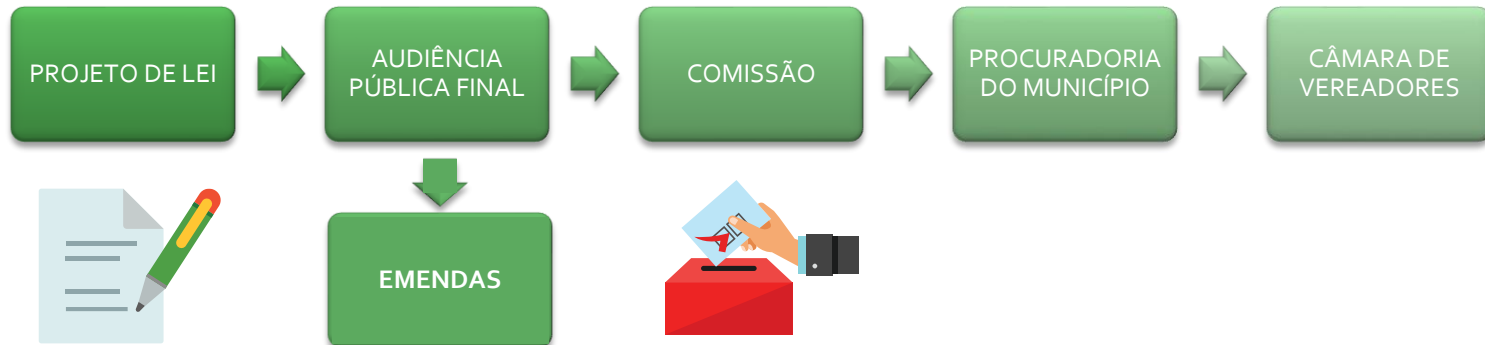 PROJETO DE LEI
AUDIÊNCIA
PÚBLICA FINAL
COMISSÃO
PROCURADORIA
DO MUNICÍPIO
CÂMARA DE
VEREADORES
EMENDAS